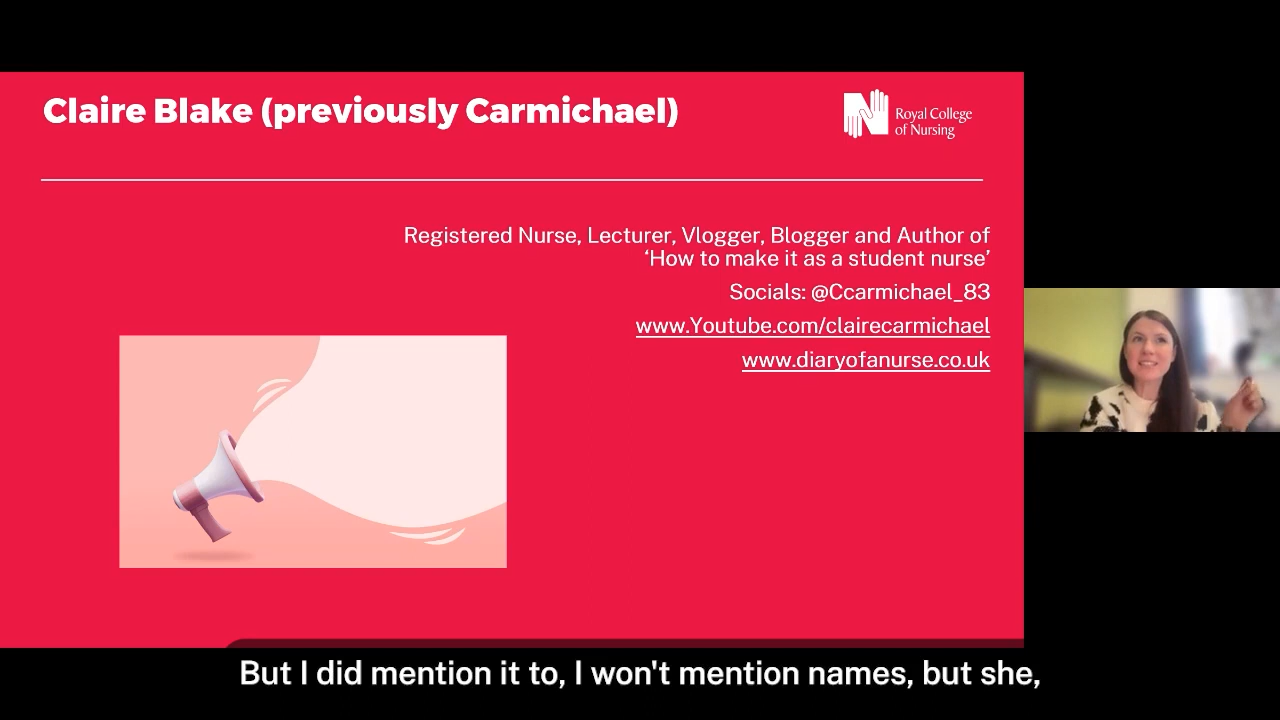 Claire Blake (previously Carmichael)
Royal College
of Nursing
Registered Nurse, Lecturer, Vlogger, Blogger and Author of
‘How to make it as a student nurse’
Socials: @Ccarmichael_83
www.Youtube.com/clairecarmichael
www.diaryofanurse.co.uk
But I did mention it to, I won't mention names, but she,